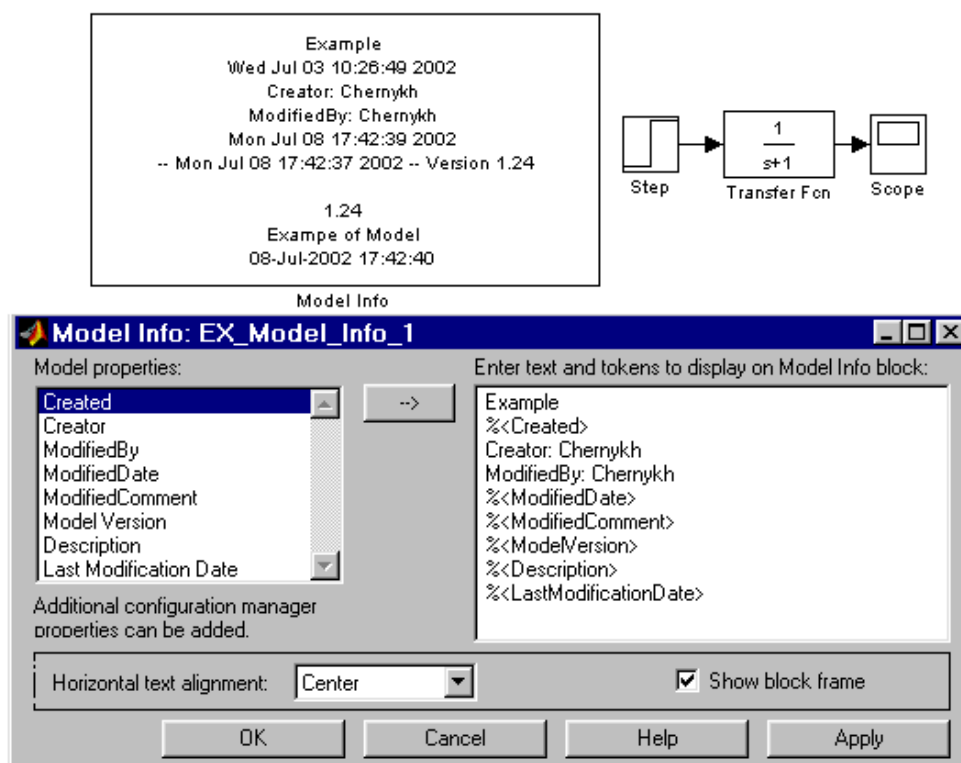 Example
Wed Jul 03 10:26:49 2002
Creator: Chernykh
ModifiedBy: Chernykh
Mon Jul 08 17:42:39 2002
-- Mon Jul 08 17:42:37 2002 -- Version 1.24
1.24
Exampe of Model
08-Jul-2002 17:42:40
Model Info
Step
1
s+1
Transfer Fcn
Scope
Model Info: EX_Model_Info_1
Model properties:
Created
Creator
ModifiedBy
ModifiedDate
ModifiedComment
Model Version
Description
Last Modification Date
-->
Enter text and tokens to display on Model Info block:
Example
%<Created>
Creator: Chernykh
ModifiedBy: Chernykh
%<ModifiedDate>
%<ModifiedComment>
%<ModelVersion>
%<Description>
%<LastModificationDate>
Additional configuration manager
properties can be added.
Horizontal text alignment: Center
Show block frame
OK Cancel Help Apply